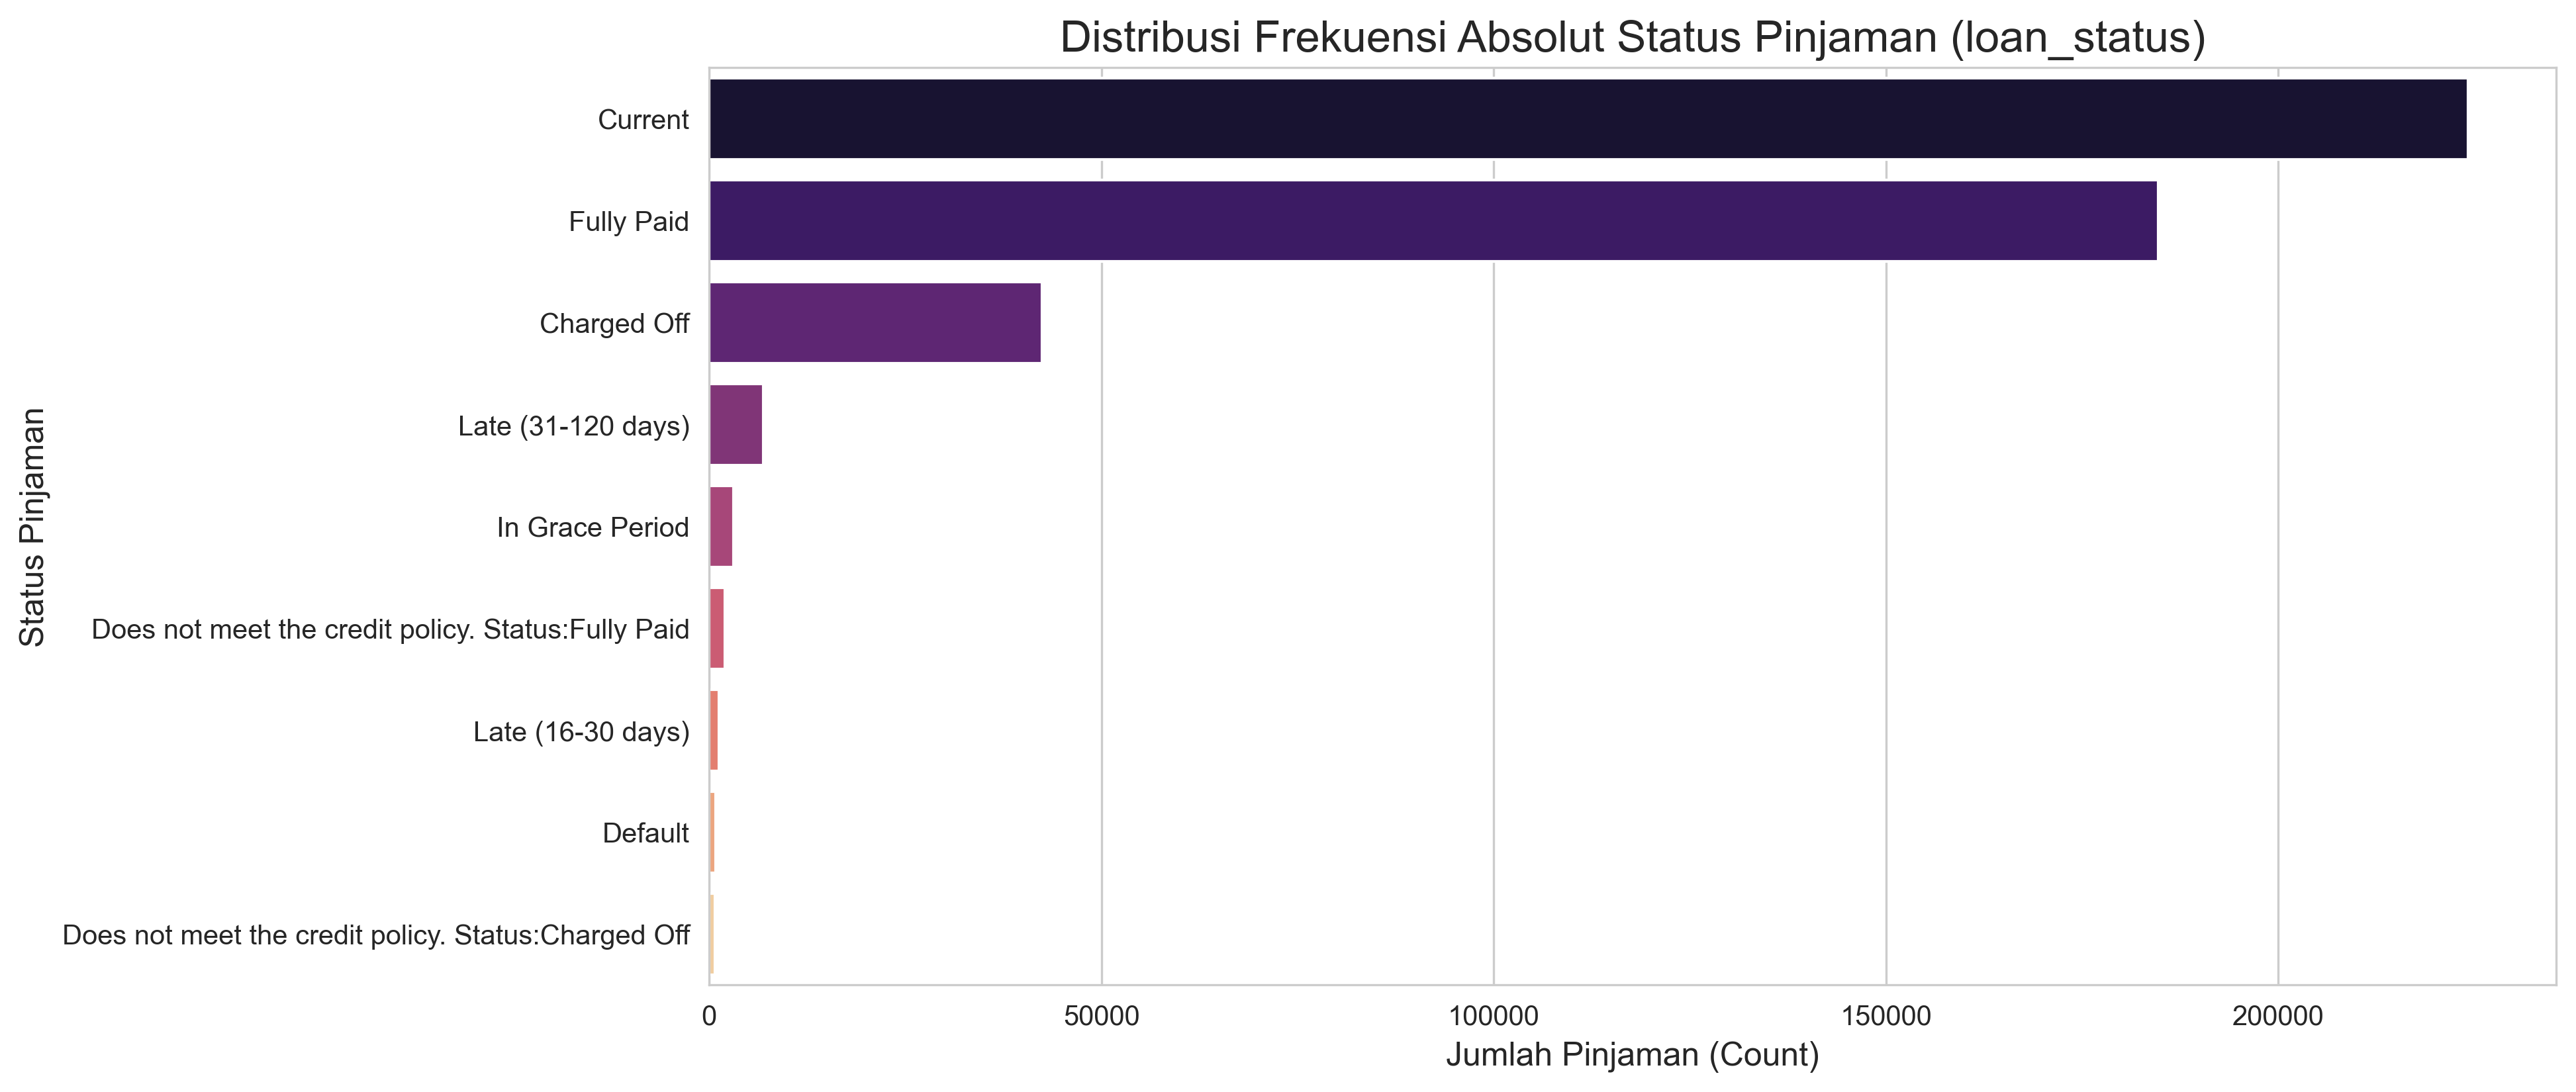 Distribusi Frekuensi Absolut Status Pinjaman (loan_status)
Status Pinjaman
Current
Fully Paid
Charged Off
Late (31-120 days)
In Grace Period
Does not meet the credit policy. Status:Fully Paid
Late (16-30 days)
Default
Does not meet the credit policy. Status:Charged Off
0 50000 100000 150000 200000
Jumlah Pinjaman (Count)